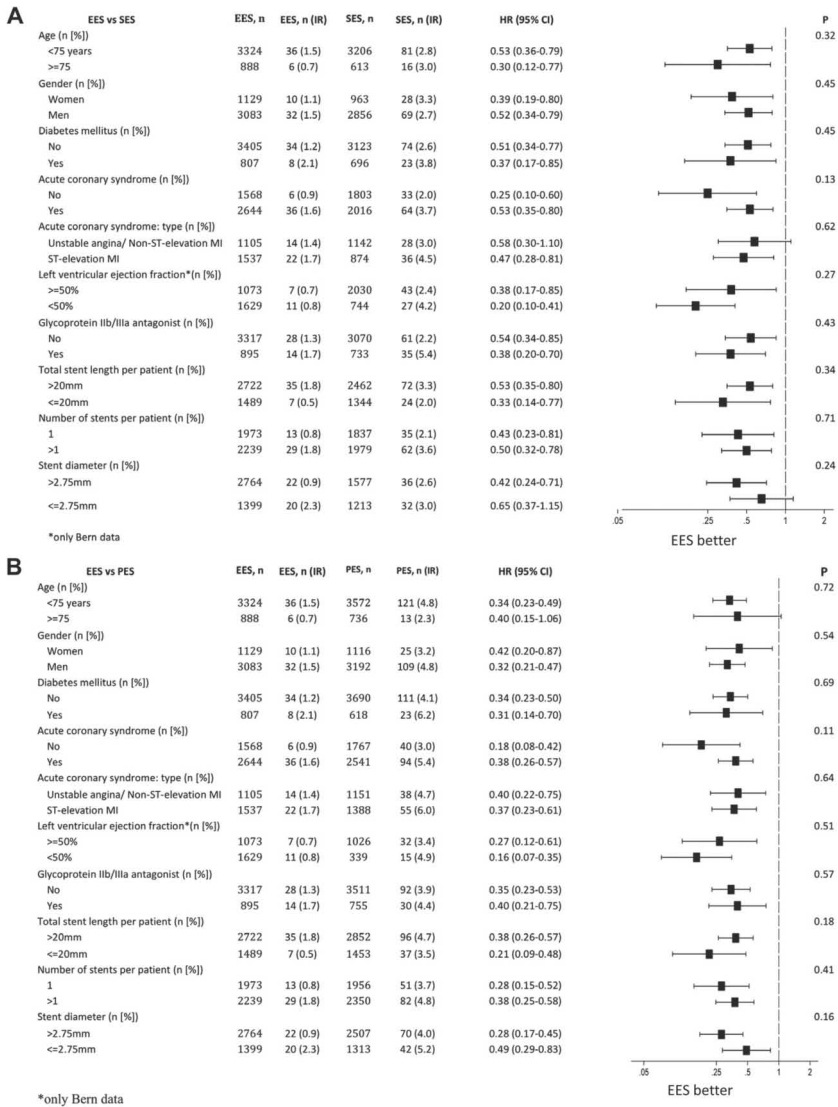 A
EES vs SES EES, n EES, n (IR) SES, n SES, n (IR) HR (95% CI) P
Age (n [%]) 0.32
<75 years 3324 36 (1.5) 3206 81 (2.8) 0.53 (0.36-0.79)
>=75 888 6 (0.7) 613 16 (3.0) 0.30 (0.12-0.77)
Gender (n [%]) 0.45
Women 1129 10 (1.1) 963 28 (3.3) 0.39 (0.19-0.80)
Men 3083 32 (1.5) 2856 69 (2.7) 0.52 (0.34-0.79)
Diabetes mellitus (n [%]) 0.45
No 3405 34 (1.2) 3123 74 (2.6) 0.51 (0.34-0.77)
Yes 807 8 (2.1) 696 23 (3.8) 0.37 (0.17-0.85)
Acute coronary syndrome (n [%]) 0.13
No 1568 6 (0.9) 1803 33 (2.0) 0.25 (0.10-0.60)
Yes 2644 36 (1.6) 2016 64 (3.7) 0.53 (0.35-0.80)
Acute coronary syndrome: type (n [%]) 0.62
Unstable angina/ Non-ST-elevation MI 1105 14 (1.4) 1142 28 (3.0) 0.58 (0.30-1.10)
ST-elevation MI 1537 22 (1.7) 874 36 (4.5) 0.47 (0.28-0.81)
Left ventricular ejection fraction*(n [%]) 0.27
>=50% 1073 7 (0.7) 2030 43 (2.4) 0.38 (0.17-0.85)
<50% 1629 11 (0.8) 744 27 (4.2) 0.20 (0.10-0.41)
Glycoprotein IIb/IIIa antagonist (n [%]) 0.43
No 3317 28 (1.3) 3070 61 (2.2) 0.54 (0.34-0.85)
Yes 895 14 (1.7) 733 35 (5.4) 0.38 (0.20-0.70)
Total stent length per patient (n [%]) 0.34
>20mm 2722 35 (1.8) 2462 72 (3.3) 0.53 (0.35-0.80)
<=20mm 1489 7 (0.5) 1344 24 (2.0) 0.33 (0.14-0.77)
Number of stents per patient (n [%]) 0.71
1 1973 13 (0.8) 1837 35 (2.1) 0.43 (0.23-0.81)
>1 2239 29 (1.8) 1979 62 (3.6) 0.50 (0.32-0.78)
Stent diameter (n [%]) 0.24
>2.75mm 2764 22 (0.9) 1577 36 (2.6) 0.42 (0.24-0.71)
<=2.75mm 1399 20 (2.3) 1213 32 (3.0) 0.65 (0.37-1.15)
.05 .25 .5 1 2
*only Bern data EES better
B
EES vs PES EES, n EES, n (IR) PES, n PES, n (IR) HR (95% CI) P
Age (n [%]) 0.72
<75 years 3324 36 (1.5) 3572 121 (4.8) 0.34 (0.23-0.49)
>=75 888 6 (0.7) 736 13 (2.3) 0.40 (0.15-1.06)
Gender (n [%]) 0.54
Women 1129 10 (1.1) 1116 25 (3.2) 0.42 (0.20-0.87)
Men 3083 32 (1.5) 3192 109 (4.8) 0.32 (0.21-0.47)
Diabetes mellitus (n [%]) 0.69
No 3405 34 (1.2) 3690 111 (4.1) 0.34 (0.23-0.50)
Yes 807 8 (2.1) 618 23 (6.2) 0.31 (0.14-0.70)
Acute coronary syndrome (n [%]) 0.11
No 1568 6 (0.9) 1767 40 (3.0) 0.18 (0.08-0.42)
Yes 2644 36 (1.6) 2541 94 (5.4) 0.38 (0.26-0.57)
Acute coronary syndrome: type (n [%]) 0.64
Unstable angina/ Non-ST-elevation MI 1105 14 (1.4) 1151 38 (4.7) 0.40 (0.22-0.75)
ST-elevation MI 1537 22 (1.7) 1388 55 (6.0) 0.37 (0.23-0.61)
Left ventricular ejection fraction*(n [%]) 0.51
>=50% 1073 7 (0.7) 1026 32 (3.4) 0.27 (0.12-0.61)
<50% 1629 11 (0.8) 339 15 (4.9) 0.16 (0.07-0.35)
Glycoprotein IIb/IIIa antagonist (n [%]) 0.57
No 3317 28 (1.3) 3511 92 (3.9) 0.35 (0.23-0.53)
Yes 895 14 (1.7) 755 30 (4.4) 0.40 (0.21-0.75)
Total stent length per patient (n [%]) 0.18
>20mm 2722 35 (1.8) 2852 96 (4.7) 0.38 (0.26-0.57)
<=20mm 1489 7 (0.5) 1453 37 (3.5) 0.21 (0.09-0.48)
Number of stents per patient (n [%]) 0.41
1 1973 13 (0.8) 1956 51 (3.7) 0.28 (0.15-0.52)
>1 2239 29 (1.8) 2350 82 (4.8) 0.38 (0.25-0.58)
Stent diameter (n [%]) 0.16
>2.75mm 2764 22 (0.9) 2507 70 (4.0) 0.28 (0.17-0.45)
<=2.75mm 1399 20 (2.3) 1313 42 (5.2) 0.49 (0.29-0.83)
.05 .25 .5 1 2
EES better
*only Bern data